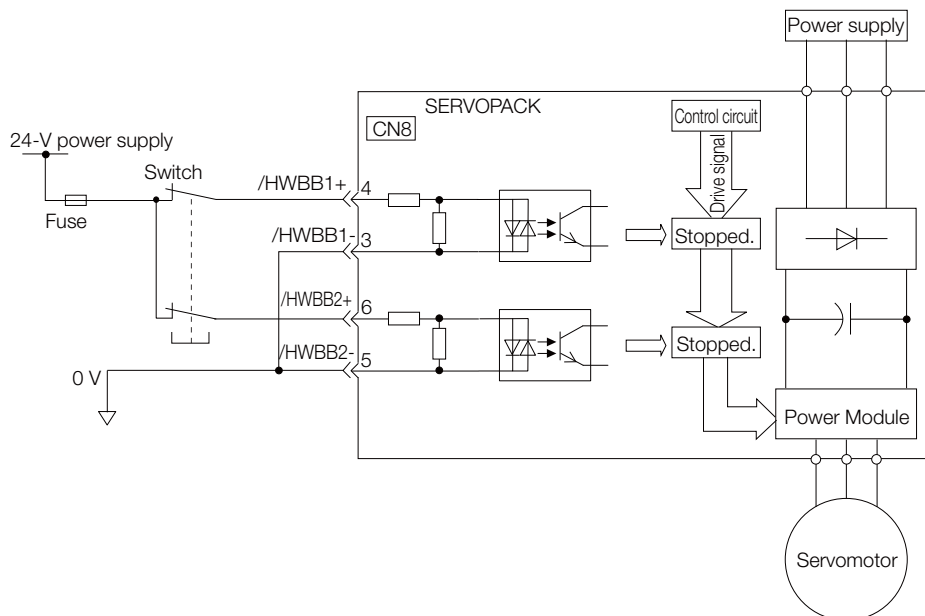 Power supply
SERVOPACK
CN8
Control circuit
24-V power supply
Drive signal
Switch
/HWBB1+
4
Fuse
/HWBB1-
3
Stopped.
/HWBB2+
6
/HWBB2-
5
Stopped.
0 V
Power Module
Servomotor